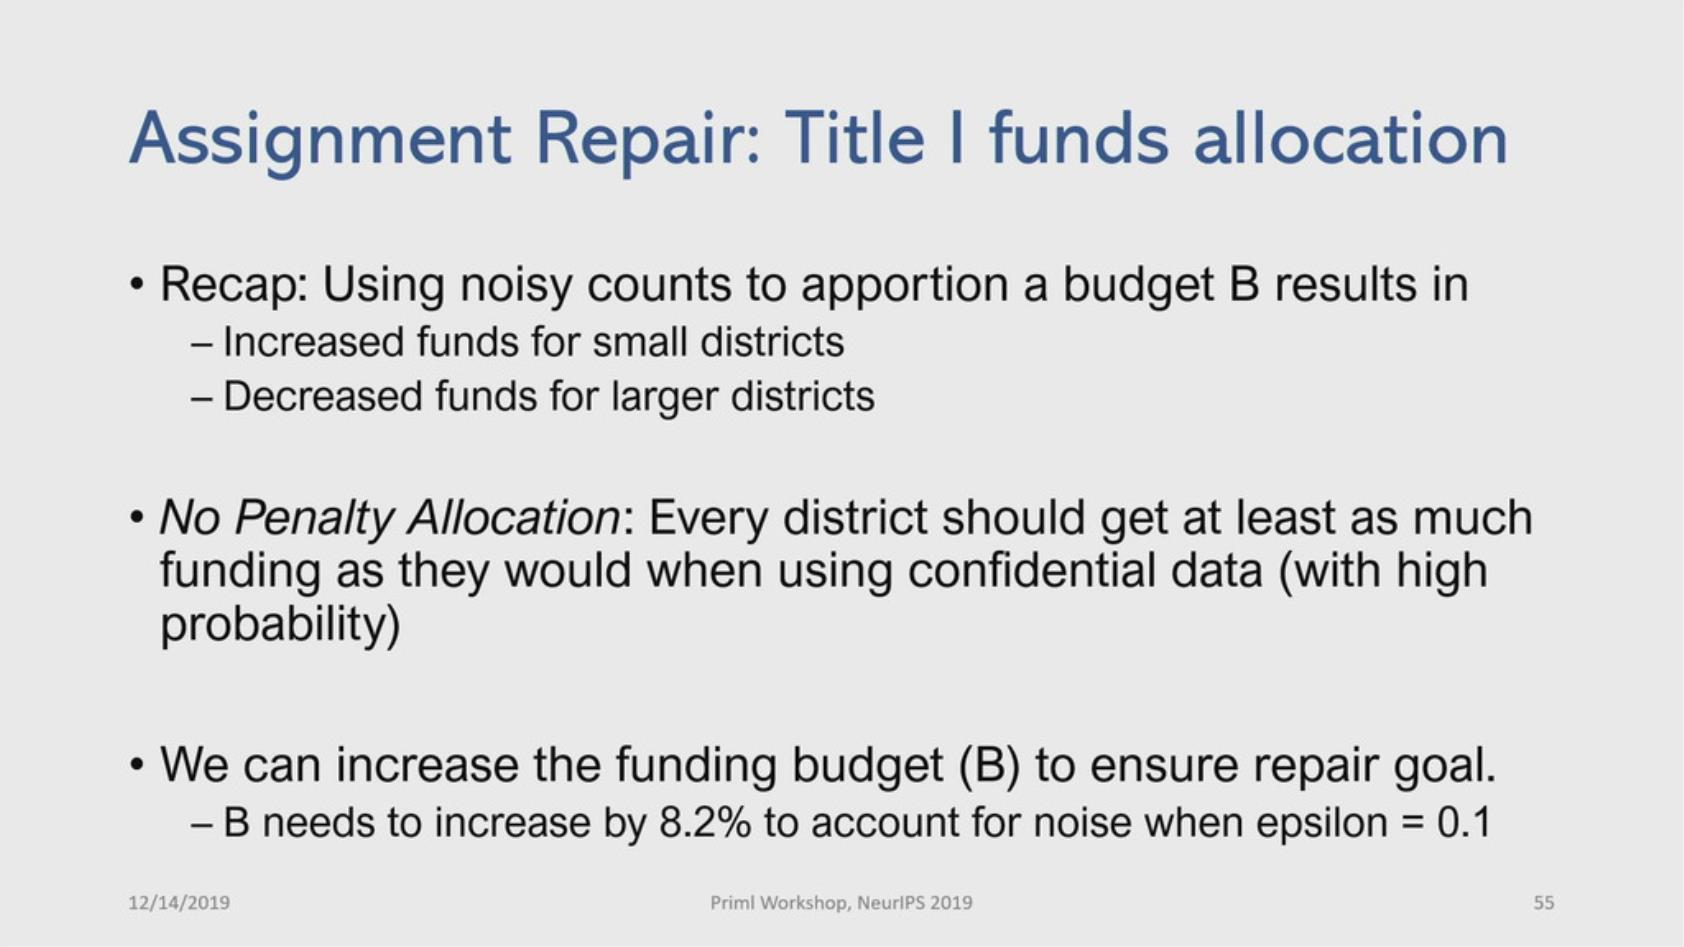 Assignment Repair: Title I funds allocation
• Recap: Using noisy counts to apportion a budget B results in
– Increased funds for small districts
– Decreased funds for larger districts
• No Penalty Allocation: Every district should get at least as much
funding as they would when using confidential data (with high
probability)
• We can increase the funding budget (B) to ensure repair goal.
– B needs to increase by 8.2% to account for noise when epsilon = 0.1
12/14/2019
Priml Workshop, NeurIPS 2019
55